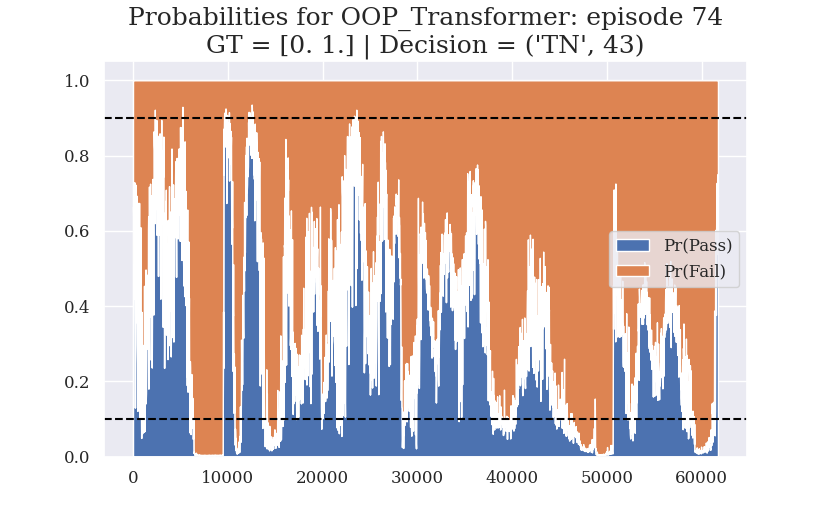 Probabilities for OOP_Transformer: episode 74
GT = [0. 1.] | Decision = ('TN', 43)
1.0
0.8
0.6
0.4
0.2
0.0
Pr(Pass)
Pr(Fail)
0 10000 20000 30000 40000 50000 60000